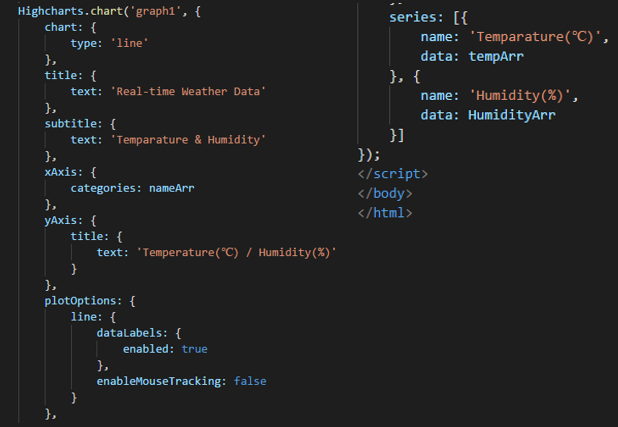 Highcharts.chart('graph1', {
chart: {
type: 'line'
},
title: {
text: 'Real-time Weather Data'
},
subtitle: {
text: 'Temparature & Humidity'
},
xAxis: {
categories: nameArr
},
yAxis: {
title: {
text: 'Temperature(℃) / Humidity(%)'
}
},
plotOptions: {
line: {
dataLabels: {
enabled: true
},
enableMouseTracking: false
}
},
series: [{
name: 'Temparature(℃)',
data: tempArr
}, {
name: 'Humidity(%)',
data: HumidityArr
}]
});
</script>
</body>
</html>